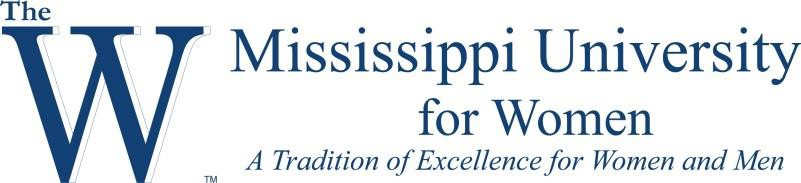 The
W
™
Mississippi University
for Women
A Tradition of Excellence for Women and Men